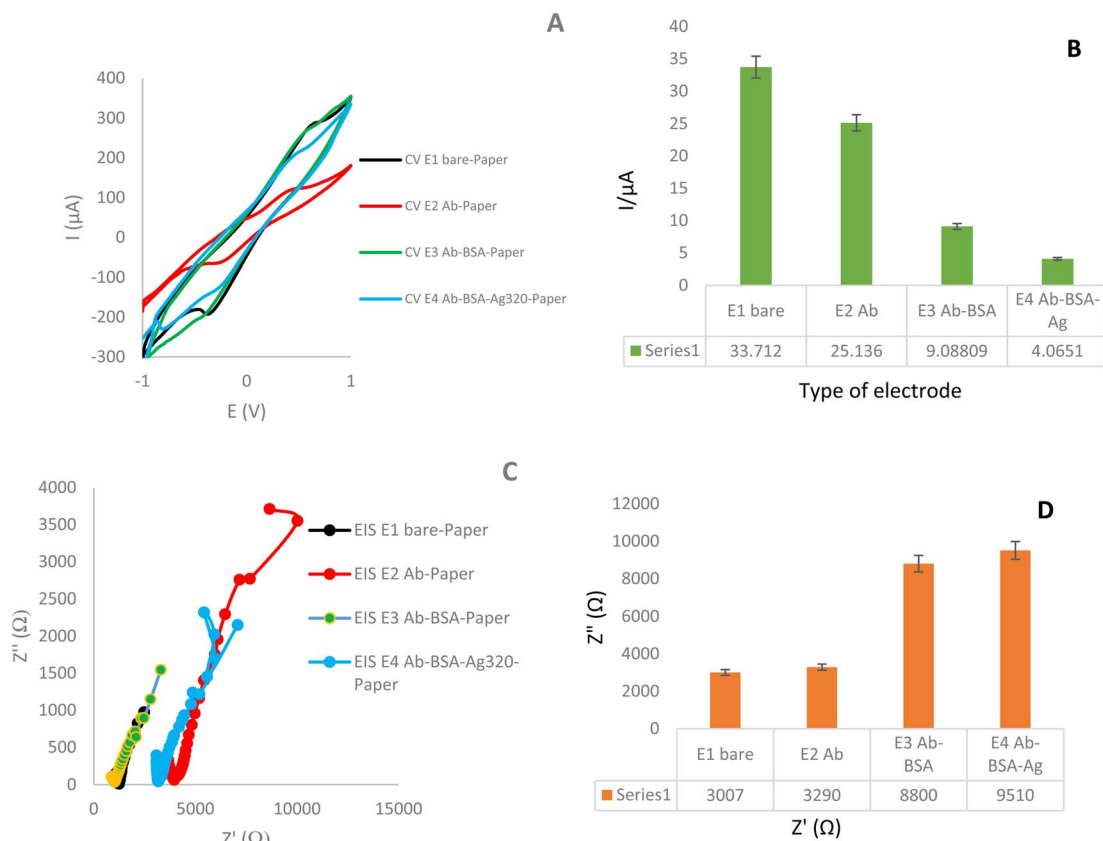 A
400
300
200
100
0
-100
-200
-300
I (µA)
-1 0 1
E (V)
CV E1 bare-Paper
CV E2 Ab-Paper
CV E3 Ab-BSA-Paper
CV E4 Ab-BSA-Ag320-Paper
B
40
35
30
25
20
15
10
5
0
I/µA
E1 bare E2 Ab E3 Ab-BSA E4 Ab-BSA-
Ag
Series1 33.712 25.136 9.08809 4.0651
Type of electrode
C
4000
3500
3000
2500
2000
1500
1000
500
0
Z'' (Ω)
0 5000 10000 15000
Z' (Ω)
EIS E1 bare-Paper
EIS E2 Ab-Paper
EIS E3 Ab-BSA-Paper
EIS E4 Ab-BSA-Ag320-
Paper
D
12000
10000
8000
6000
4000
2000
0
Z'' (Ω)
E1 bare E2 Ab E3 Ab- E4 Ab-
BSA BSA-Ag
Series1 3007 3290 8800 9510
Z' (Ω)